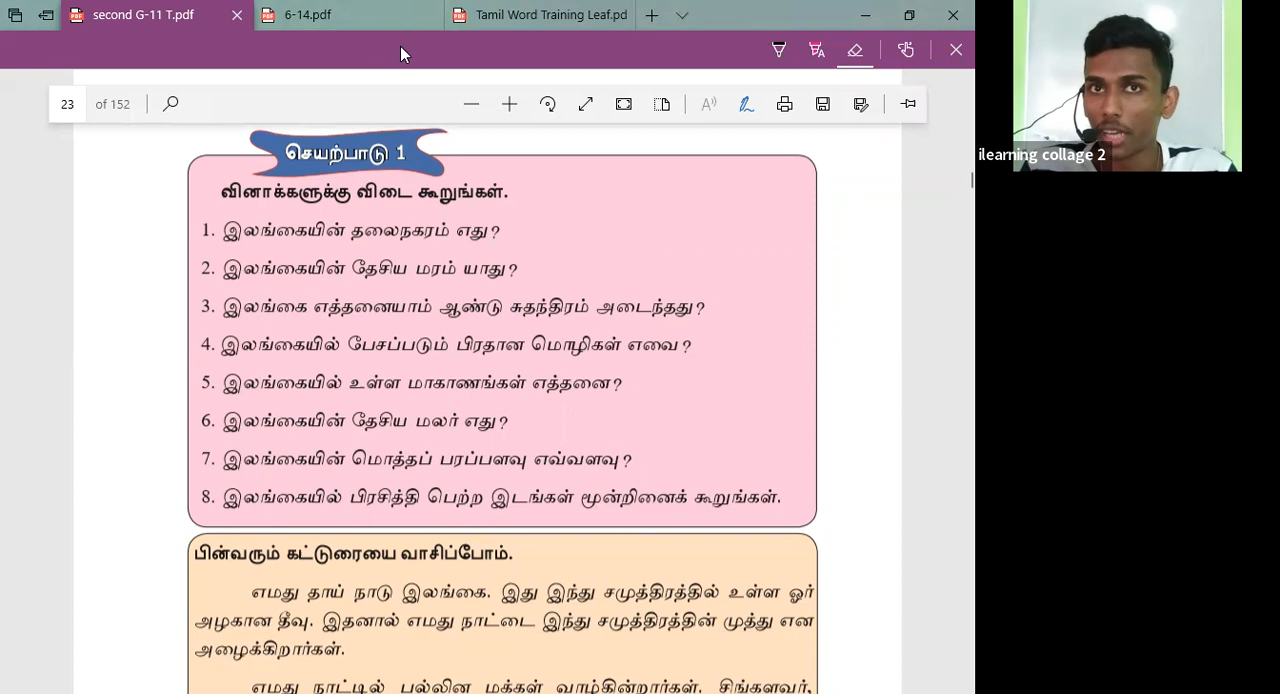 second G-11 T.pdf
6-14.pdf
Tamil Word Training Leaf.pd
23 of 152
ilearning collage 2
செயற்பாடு 1
வினாக்களுக்கு விடை கூறுங்கள்.
1. இலங்கையின் தலைநகரம் எது?
2. இலங்கையின் தேசிய மரம் யாது?
3. இலங்கை எத்தனையாம் ஆண்டு சுதந்திரம் அடைந்தது?
4. இலங்கையில் பேசப்படும் பிரதான மொழிகள் எவை?
5. இலங்கையில் உள்ள மாகாணங்கள் எத்தனை?
6. இலங்கையின் தேசிய மலர் எது?
7. இலங்கையின் மொத்தப் பரப்பளவு எவ்வளவு?
8. இலங்கையில் பிரசித்தி பெற்ற இடங்கள் மூன்றினைக் கூறுங்கள்.
பின்வரும் கட்டுரையை வாசிப்போம்.
எமது தாய் நாடு இலங்கை. இது இந்து சமுத்திரத்தில் உள்ள ஓர்
அழகான தீவு. இதனால் எமது நாட்டை இந்து சமுத்திரத்தின் முத்து என
அழைக்கிறார்கள்.
எமது நாட்டில் பல்லின மக்கள் வாழ்கின்றார்கள். சிங்களவர்,